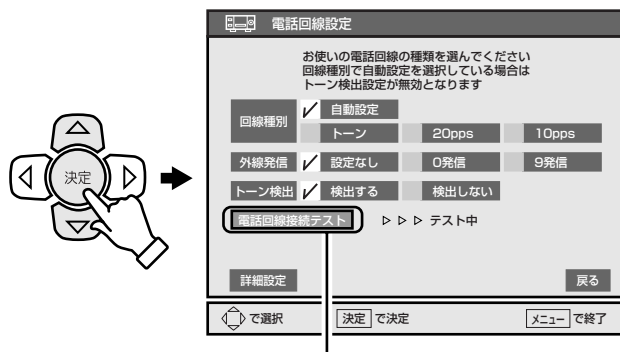 電話回線設定
お使いの電話回線の種類を選んでください
回線種別で自動設定を選択している場合は
トーン検出設定が無効となります
回線種別 自動設定
トーン 20pps 10pps
外線発信 設定なし 0発信 9発信
トーン検出 検出する 検出しない
電話回線接続テスト ▷ ▷ ▷ テスト中
決定
詳細設定 戻る
で選択 決定 で決定 メニュー で終了